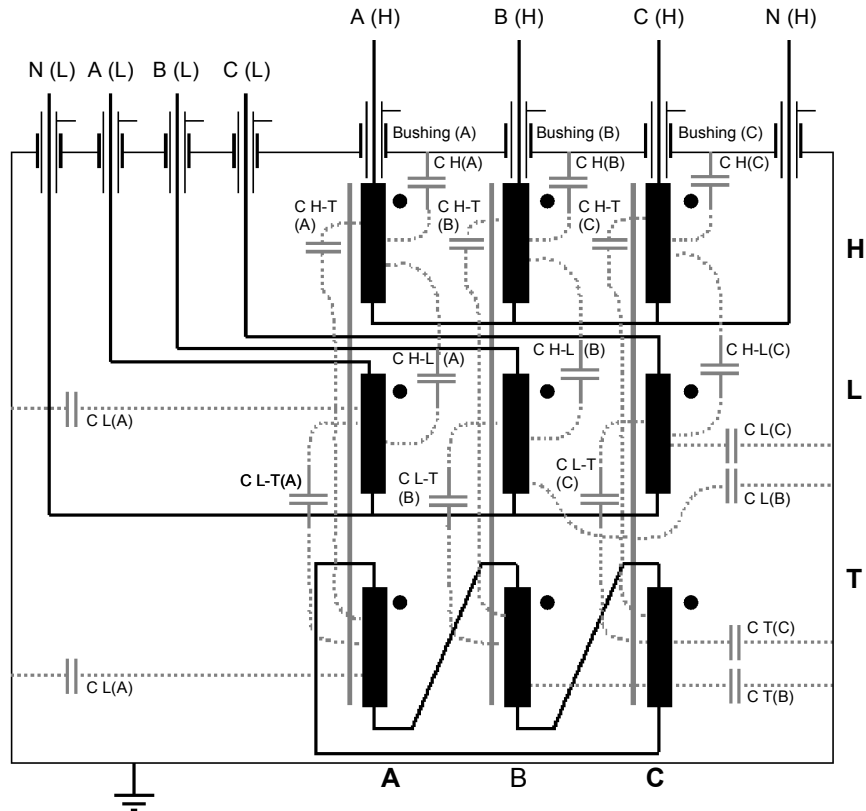 A (H)
B (H)
C (H)
N (H)
N (L)
A (L)
B (L)
C (L)
Bushing (A)
Bushing (B)
Bushing (C)
C H(A)
C H(B)
C H(C)
C H-T
(A)
C H-T
(B)
C H-T
(C)
H
C H-L (A)
C H-L (B)
C H-L(C)
L
C L(A)
C L(C)
C L-T(A)
C L-T
(B)
C L-T
(C)
C L(B)
T
C T(C)
C L(A)
C T(B)
A
B
C